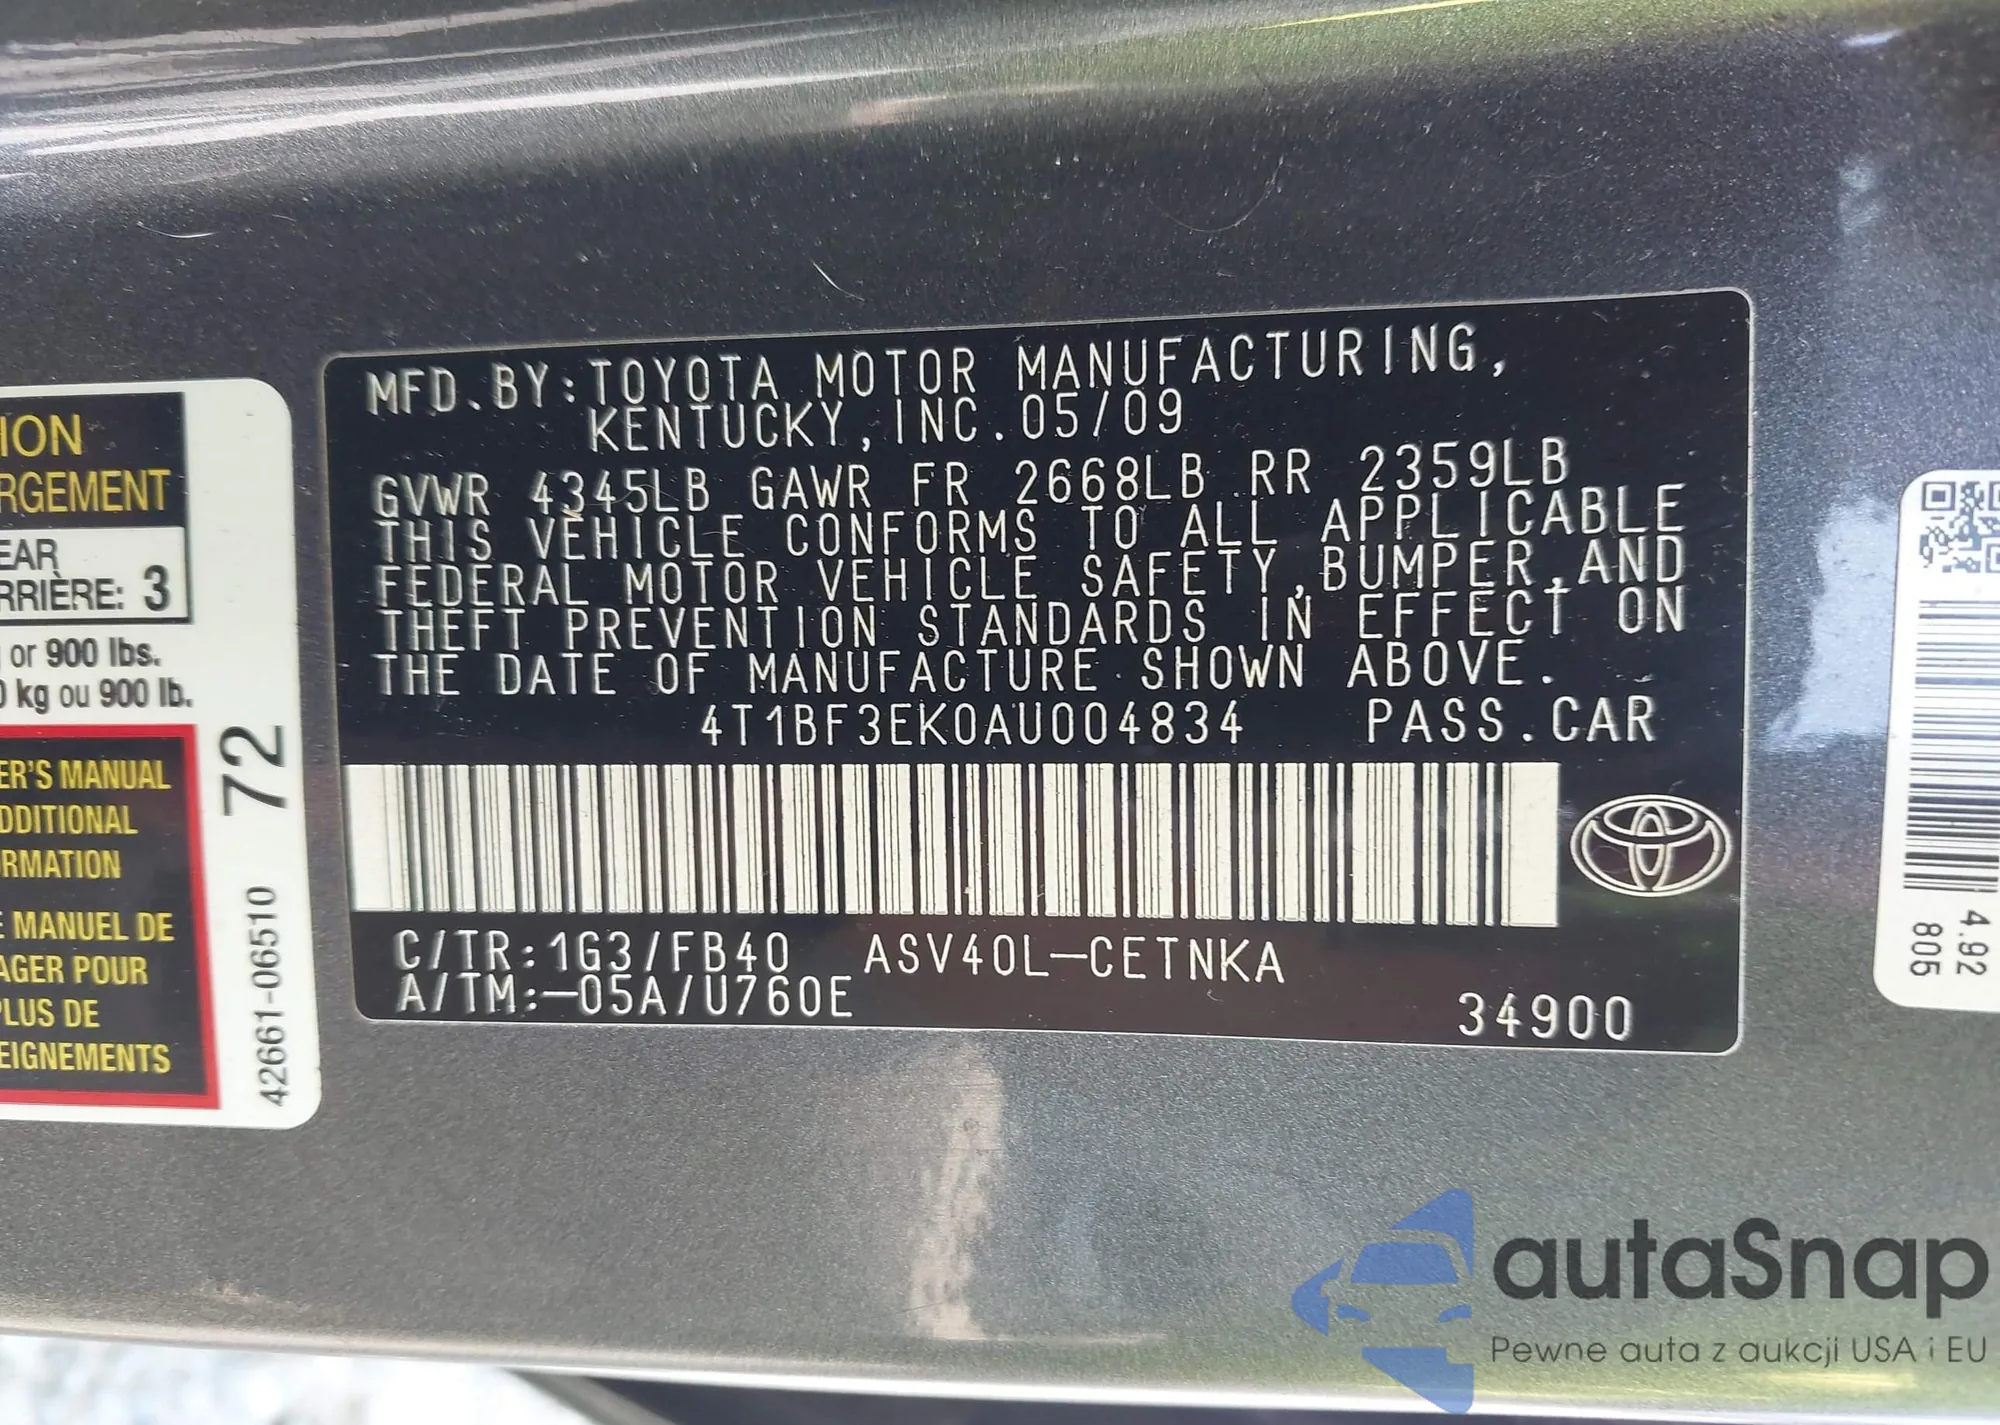 ION
RGEMENT
EAR
RRIÈRE: 3
or 900 lbs.
0 kg ou 900 lb.
ER'S MANUAL
DDITIONAL
RMATION
E MANUEL DE
AGER POUR
PLUS DE
EIGNEMENTS
72
42661-06510
MFD.BY:TOYOTA MOTOR MANUFACTURING,
KENTUCKY,INC.05/09
GVWR 4345LB GAWR FR 2668LB RR 2359LB
THIS VEHICLE CONFORMS TO ALL APPLICABLE
FEDERAL MOTOR VEHICLE SAFETY,BUMPER,AND
THEFT PREVENTION STANDARDS IN EFFECT ON
THE DATE OF MANUFACTURE SHOWN ABOVE.
4T1BF3EK0AU004834 PASS.CAR
C/TR:1G3/FB40 ASV40L-CETNKA
A/TM:-05A/U760E
34900
4.92
805
autaSnap
Pewne auta z aukcji USA i EU